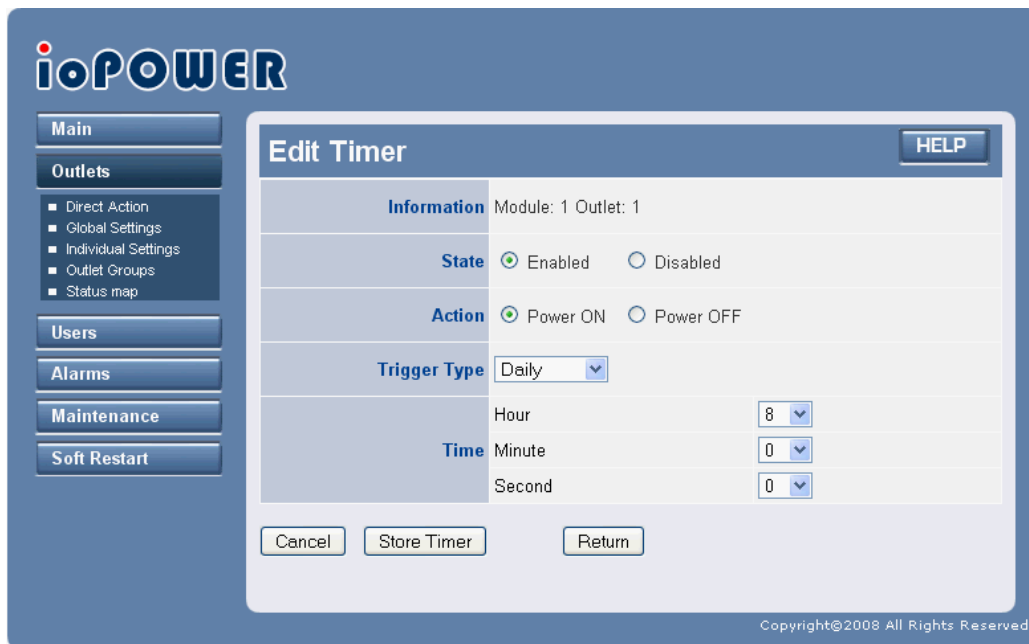 ioPOWER
Main
Outlets
Direct Action
Global Settings
Individual Settings
Outlet Groups
Status map
Users
Alarms
Maintenance
Soft Restart
Edit Timer
HELP
Information Module: 1 Outlet: 1
State Enabled Disabled
Action Power ON Power OFF
Trigger Type Daily
Time
Hour 8
Minute 0
Second 0
Cancel Store Timer Return
Copyright©2008 All Rights Reserved